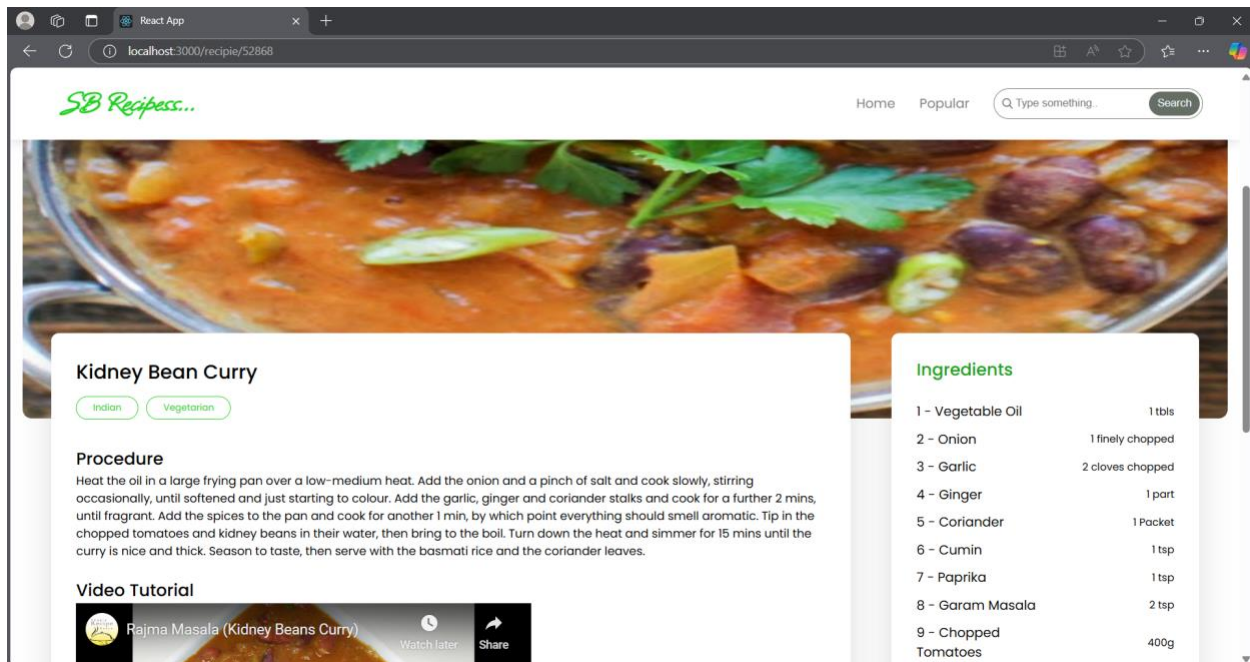 React App
localhost:3000/recipie/52868
SB Recipess...
Home
Popular
Type something..
Search
Kidney Bean Curry
Indian
Vegetarian
Procedure
Heat the oil in a large frying pan over a low-medium heat. Add the onion and a pinch of salt and cook slowly, stirring
occasionally, until softened and just starting to colour. Add the garlic, ginger and coriander stalks and cook for a further 2 mins,
until fragrant. Add the spices to the pan and cook for another 1 min, by which point everything should smell aromatic. Tip in the
chopped tomatoes and kidney beans in their water, then bring to the boil. Turn down the heat and simmer for 15 mins until the
curry is nice and thick. Season to taste, then serve with the basmati rice and the coriander leaves.
Video Tutorial
Rajma Masala (Kidney Beans Curry)
Watch later
Share
Ingredients
1 - Vegetable Oil 1 tbls
2 - Onion 1 finely chopped
3 - Garlic 2 cloves chopped
4 - Ginger 1 part
5 - Coriander 1 Packet
6 - Cumin 1 tsp
7 - Paprika 1 tsp
8 - Garam Masala 2 tsp
9 - Chopped
Tomatoes 400g